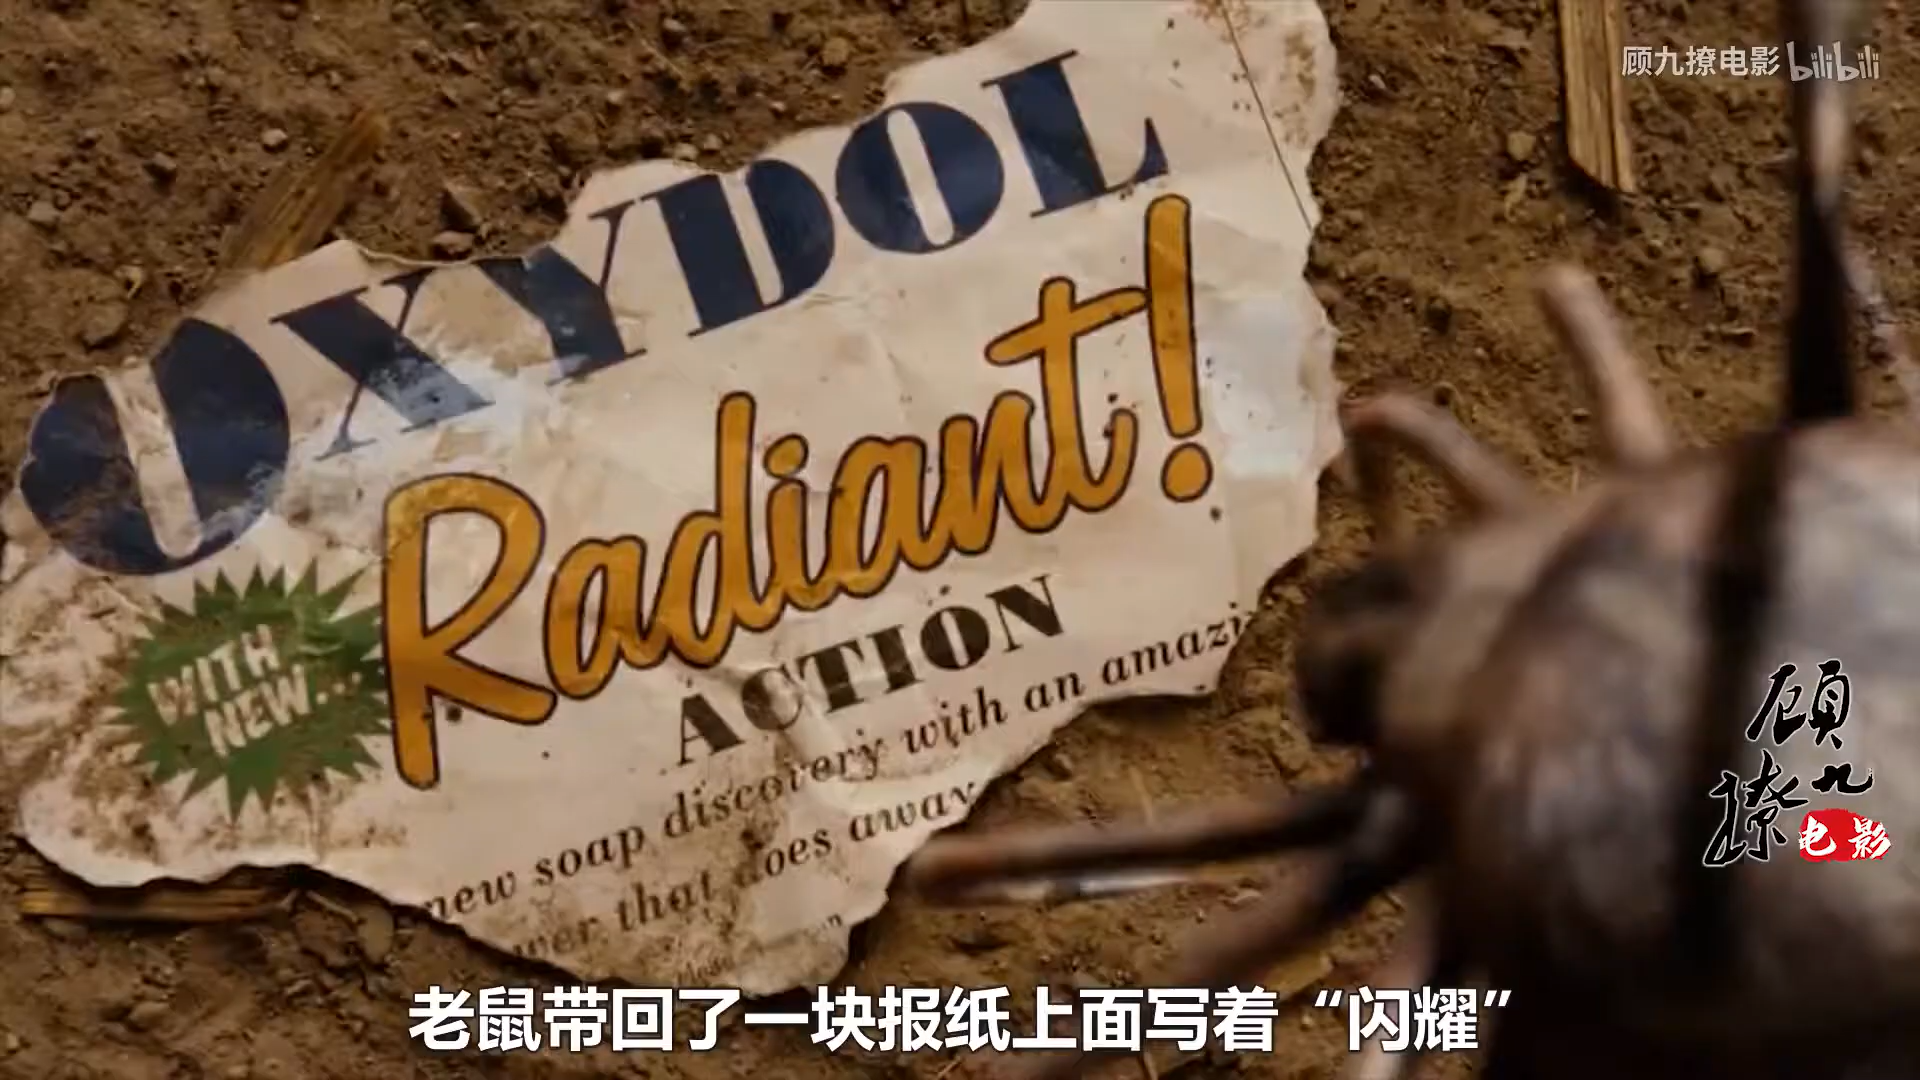 顾九撩电影 bilibili
OXYDOL
Radiant!
WITH
NEW...
ACTION
new soap discovery with an
that does away
顾九
撩电影
老鼠带回了一块报纸上面写着“闪耀”